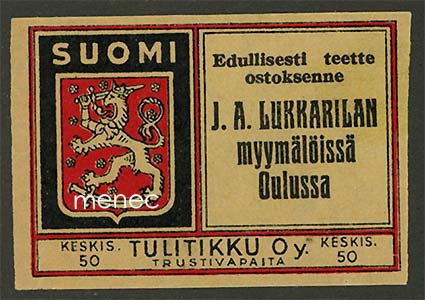 SUOMI
Edullisesti teette
ostoksenne
J. A. LUKKARILAN
myymälöissä
Oulussa
menec
KESKIS.
50
TULITIKKU Oy.
TRUSTIVAPAITA
KESKIS.
50